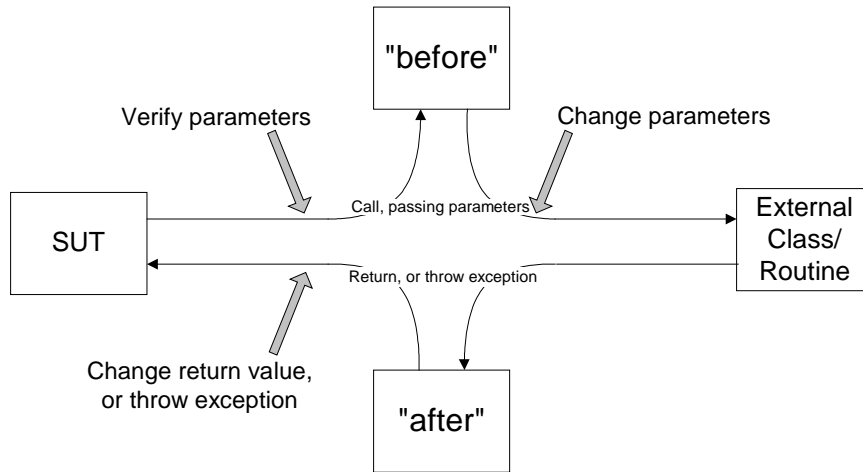 "before"
Verify parameters
Change parameters
Call, passing parameters
SUT
External
Class/
Routine
Return, or throw exception
Change return value,
or throw exception
"after"